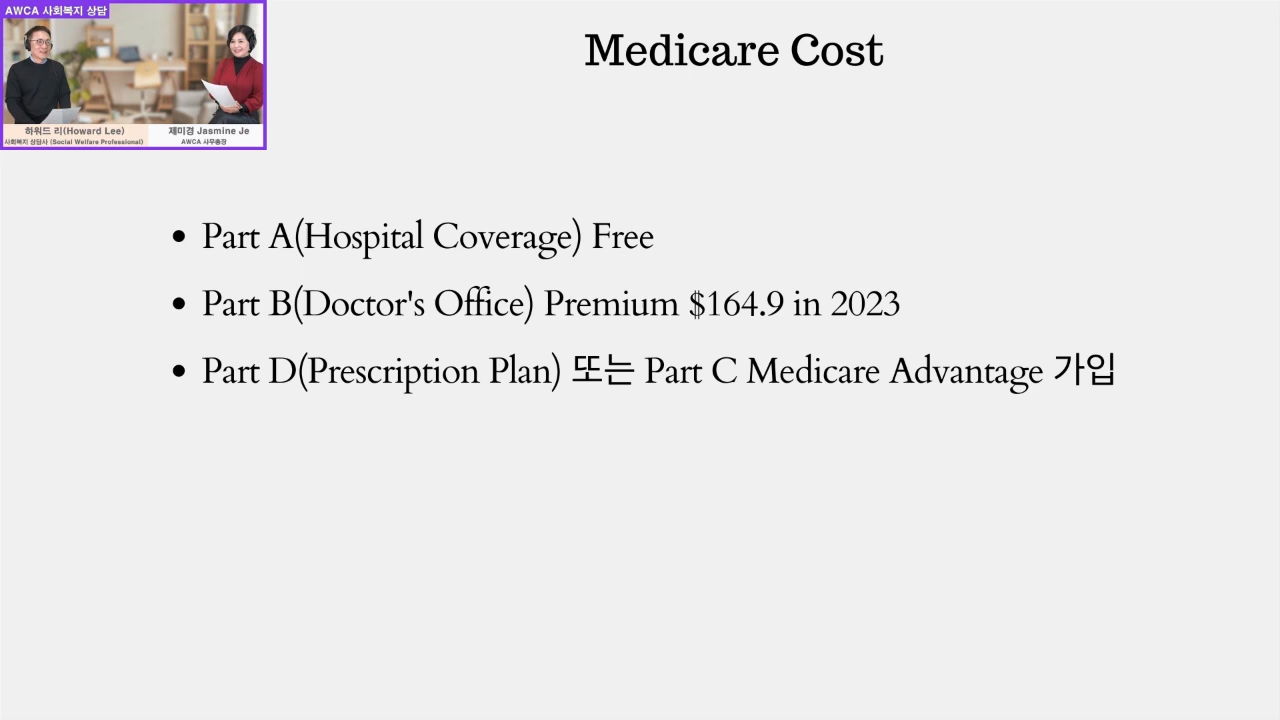 AWCA 사회복지 상담
하워드 리(Howard Lee)
사회복지 상담사 (Social Welfare Professional)
제미경 Jasmine Je
AWCA 사무총장
Medicare Cost
• Part A(Hospital Coverage) Free
• Part B(Doctor's Office) Premium $164.9 in 2023
• Part D(Prescription Plan) 또는 Part C Medicare Advantage 가입